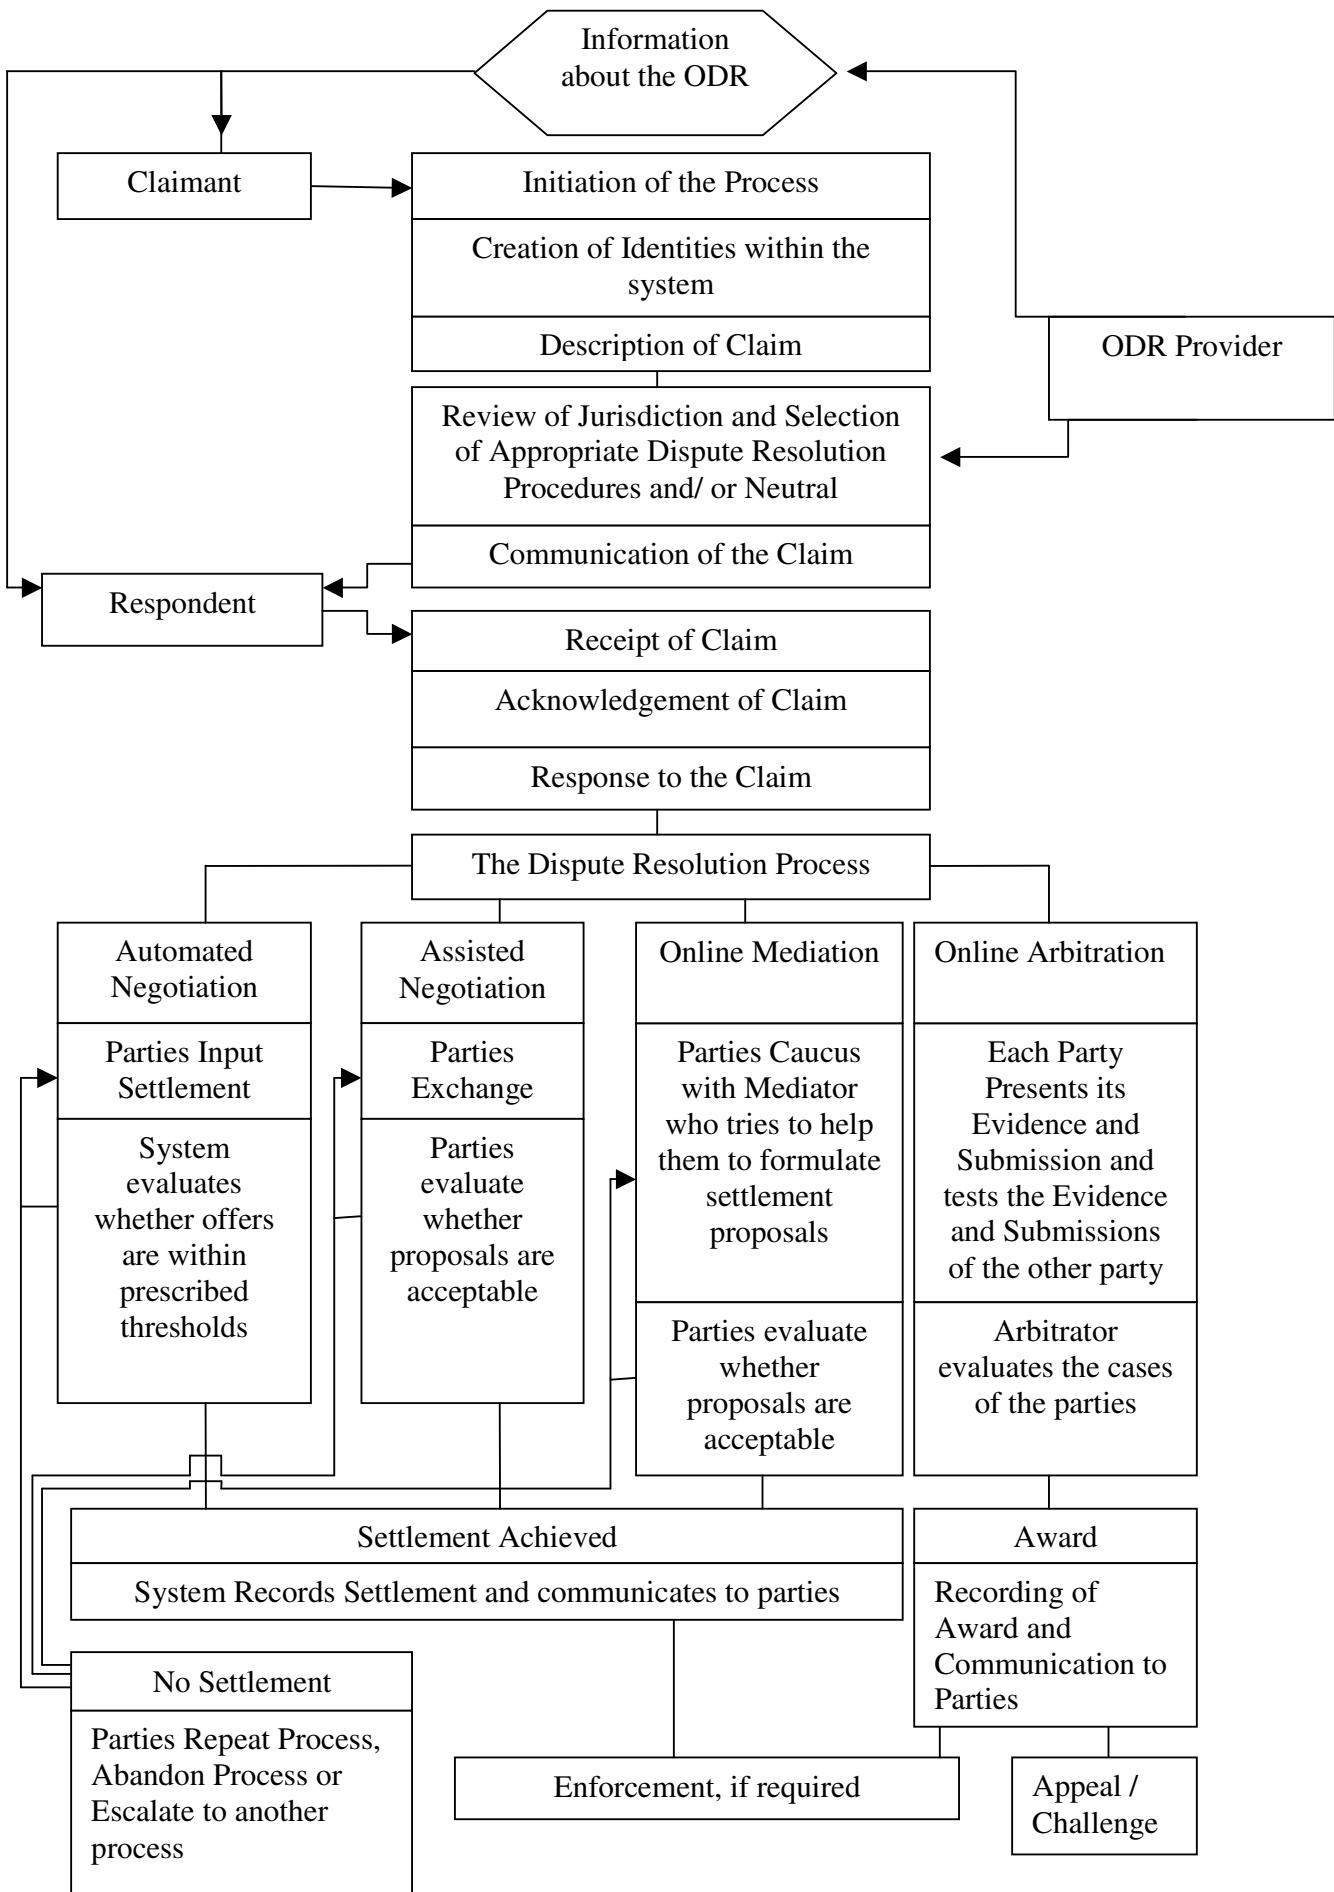 Information
about the ODR
Claimant
Initiation of the Process
Creation of Identities within the
system
Description of Claim
ODR Provider
Review of Jurisdiction and Selection
of Appropriate Dispute Resolution
Procedures and/ or Neutral
Communication of the Claim
Respondent
Receipt of Claim
Acknowledgement of Claim
Response to the Claim
The Dispute Resolution Process
Automated
Negotiation
Parties Input
Settlement
System
evaluates
whether offers
are within
prescribed
thresholds
Assisted
Negotiation
Parties
Exchange
Parties
evaluate
whether
proposals are
acceptable
Online Mediation
Parties Caucus
with Mediator
who tries to help
them to formulate
settlement
proposals
Parties evaluate
whether
proposals are
acceptable
Online Arbitration
Each Party
Presents its
Evidence and
Submission and
tests the Evidence
and Submissions
of the other party
Arbitrator
evaluates the cases
of the parties
Settlement Achieved
System Records Settlement and communicates to parties
Award
Recording of
Award and
Communication to
Parties
No Settlement
Parties Repeat Process,
Abandon Process or
Escalate to another
process
Enforcement, if required
Appeal /
Challenge